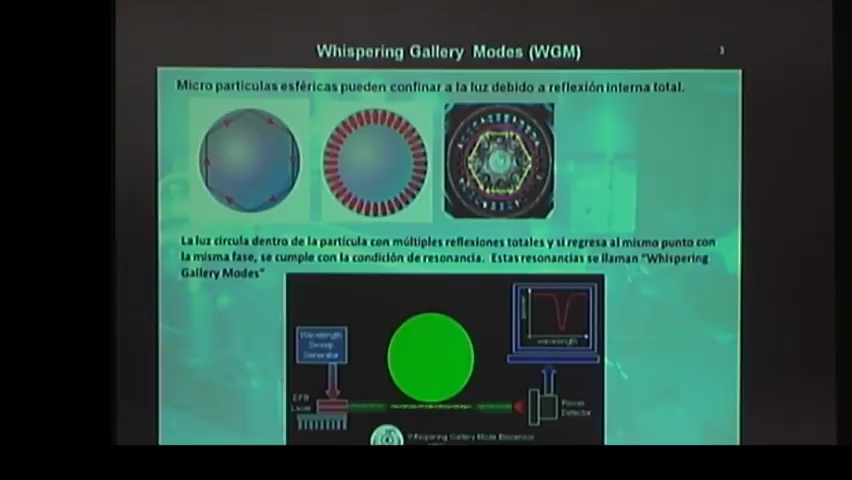 Whispering Gallery Modes (WGM)
3
Micro partículas esféricas pueden confinar a la luz debido a reflexión interna total.
La luz circula dentro de la partícula con múltiples reflexiones totales y si regresa al mismo punto con
la misma fase, se cumple con la condición de resonancia. Estas resonancias se llaman "Whispering
Gallery Modes"
Wavelength
Sweep
Generator
DFB
Laser
power
wavelength
Power
Detector
Whispering Gallery Mode Biosensor